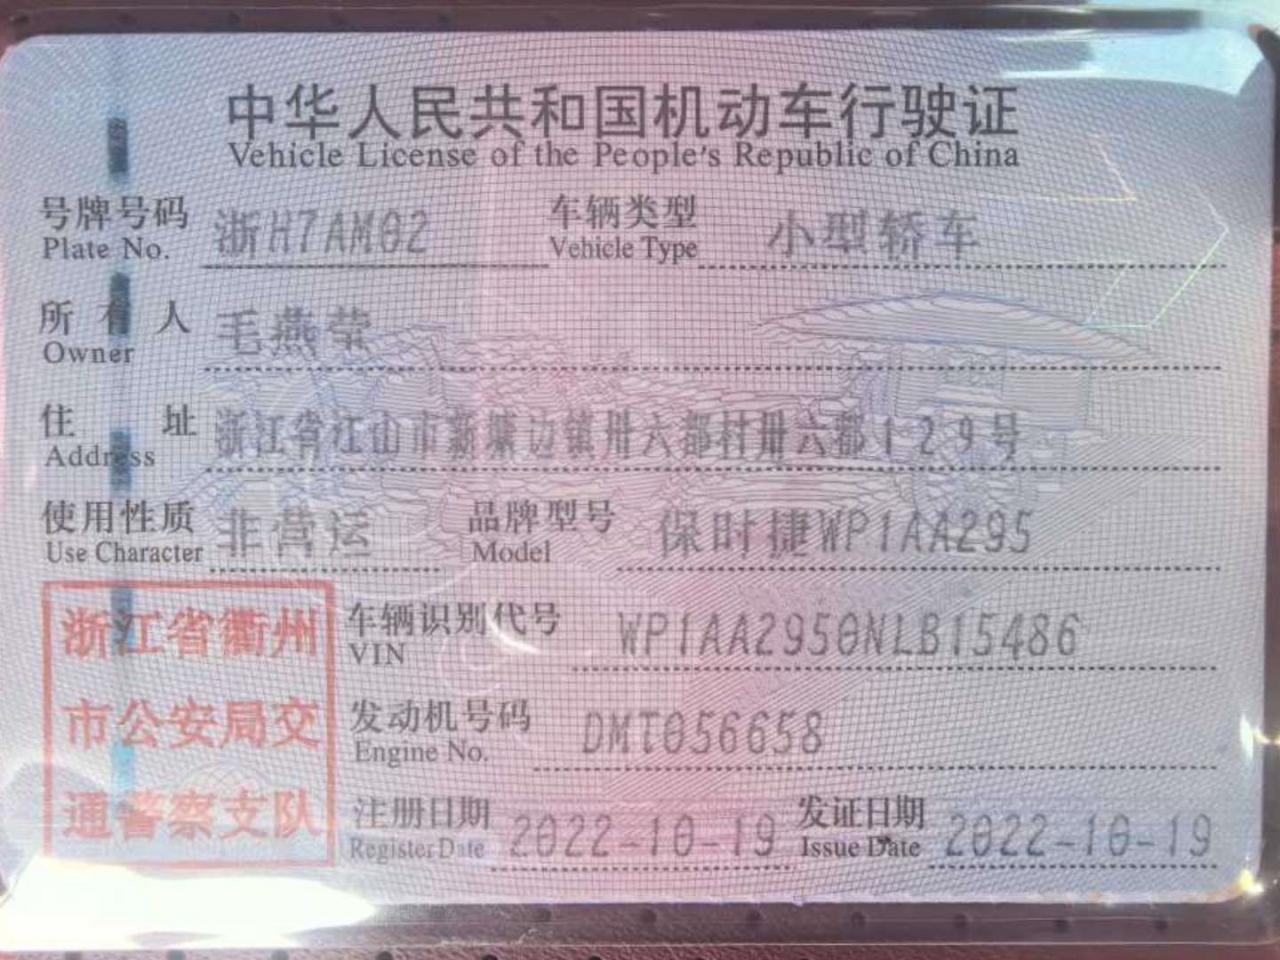 中华人民共和国机动车行驶证
Vehicle License of the People's Republic of China
号牌号码 浙H7AM02 车辆类型 小型轿车
Plate No. Vehicle Type
所有人 毛燕荣
Owner
住址 浙江省江山市新塘边镇卅六都村卅六都129号
Address
使用性质 非营运 品牌型号 保时捷WP1AA295
Use Character Model
浙江省衢州
市公安局交
通警察支队
车辆识别代号 WP1AA2950NLB15486
VIN
发动机号码 DMT056658
Engine No.
注册日期 2022-10-19 发证日期 2022-10-19
Register Date Issue Date